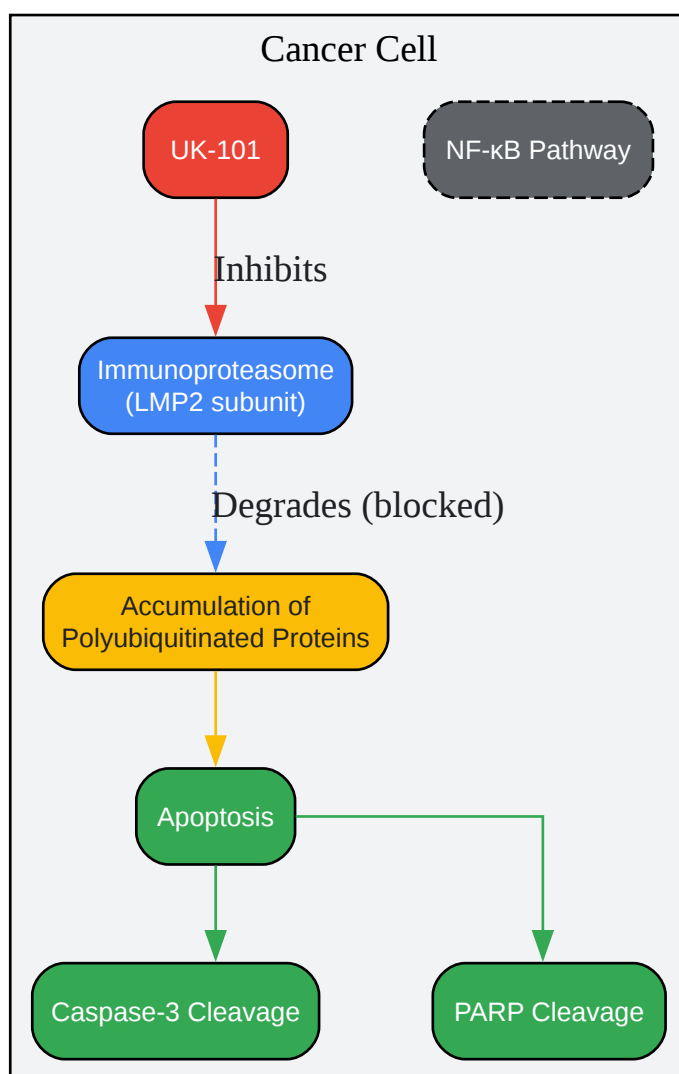 Cancer Cell
UK-101
NF-κB Pathway
Inhibits
Immunoproteasome
(LMP2 subunit)
Degrades (blocked)
Accumulation of
Polyubiquitinated Proteins
Apoptosis
Caspase-3 Cleavage
PARP Cleavage